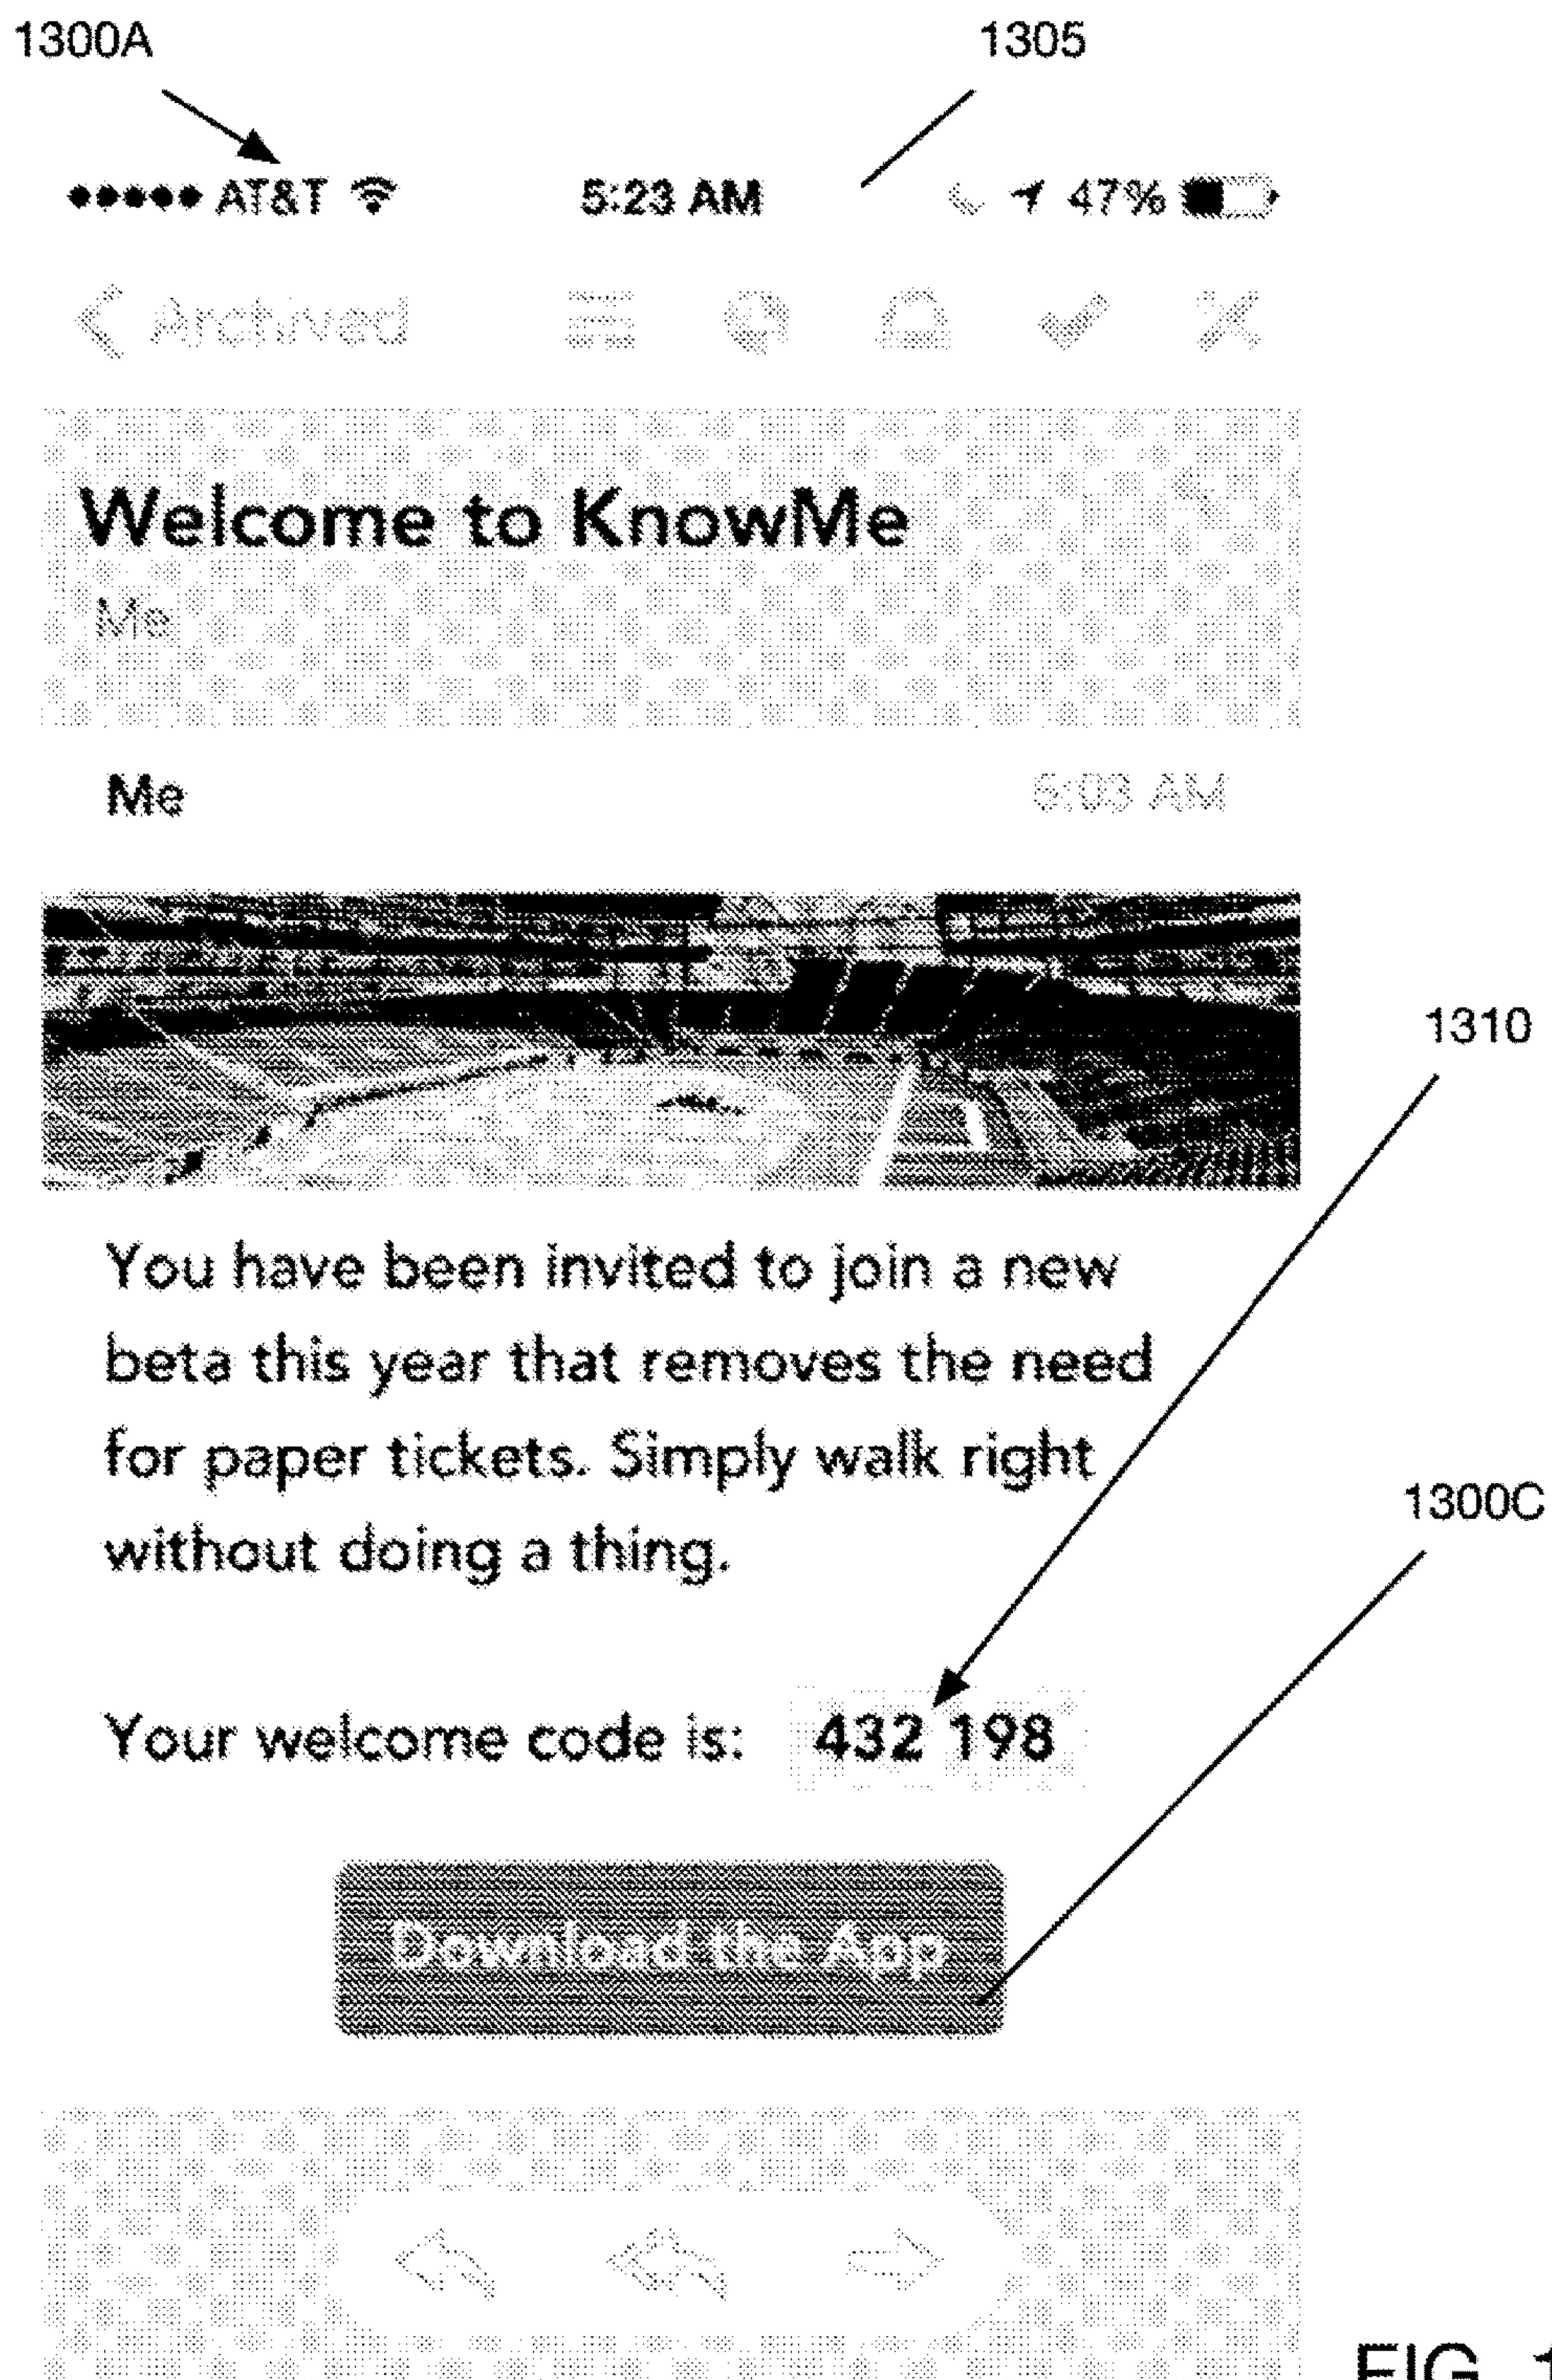 1300A
1305
AT&T 5:23 AM 47%
Archived
Welcome to KnowMe
Me
Me AM
1310
You have been invited to join a new
beta this year that removes the need
for paper tickets. Simply walk right
without doing a thing.
1300C
Your welcome code is: 432 198
Download the App
FIG.